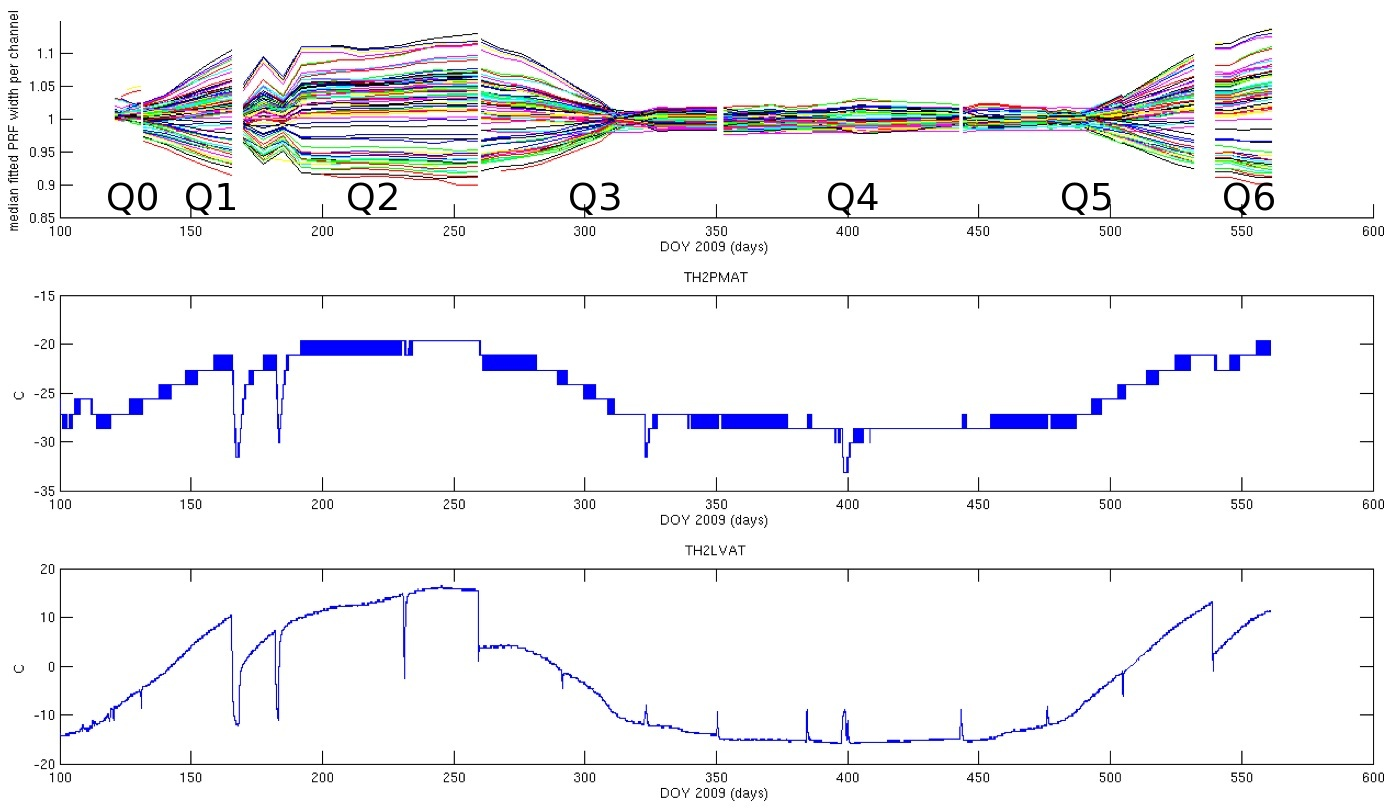 median fitted PRF width per channel
1.1
1.05
1
0.95
0.9
0.85
Q0 Q1 Q2 Q3 Q4 Q5 Q6
100 150 200 250 300 350 400 450 500 550 600
DOY 2009 (days)
TH2PMAT
-15
-20
-25
-30
-35
C
100 150 200 250 300 350 400 450 500 550 600
DOY 2009 (days)
TH2LVAT
20
10
0
-10
-20
C
100 150 200 250 300 350 400 450 500 550 600
DOY 2009 (days)